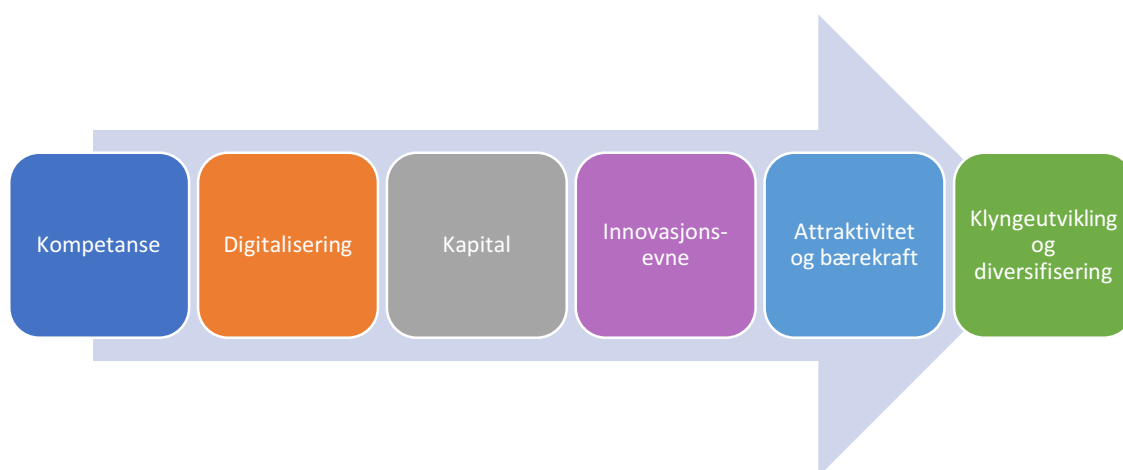 Kompetanse
Digitalisering
Kapital
Innovasjons-
evne
Attraktivitet
og bærekraft
Klyngeutvikling
og
diversifisering